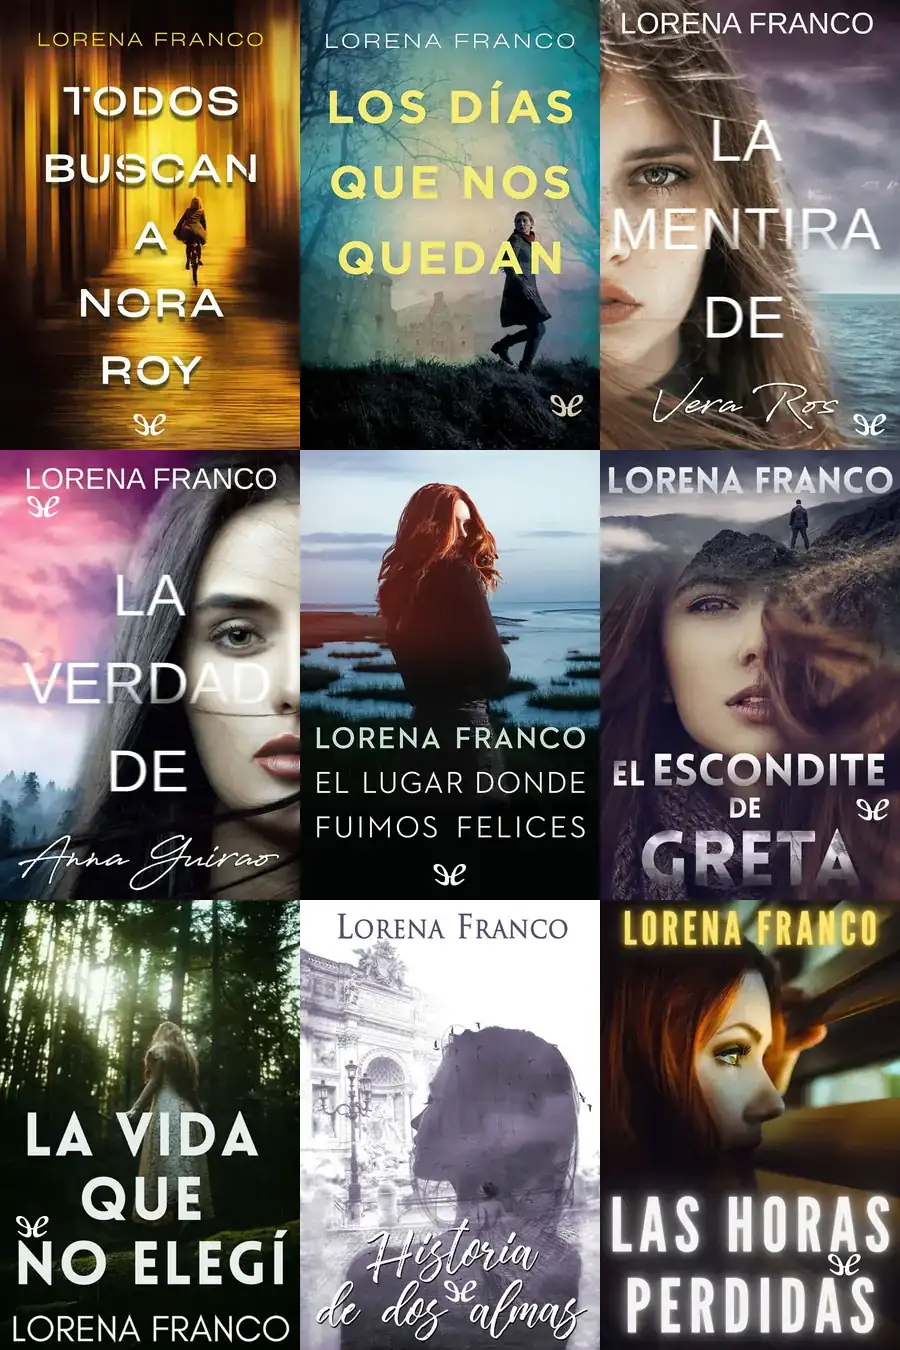 LORENA FRANCO
TODOS
BUSCAN
A
NORA
ROY
LORENA FRANCO
LOS DÍAS
QUE NOS
QUEDAN
LORENA FRANCO
LA
MENTIRA
DE
Vera Ros
LORENA FRANCO
LA
VERDAD
DE
Anna Guirao
LORENA FRANCO
EL LUGAR DONDE
FUIMOS FELICES
LORENA FRANCO
EL ESCONDITE
DE
GRETA
LA VIDA
QUE
NO ELEGÍ
LORENA FRANCO
LORENA FRANCO
Historia
de dos almas
LORENA FRANCO
LAS HORAS
PERDIDAS